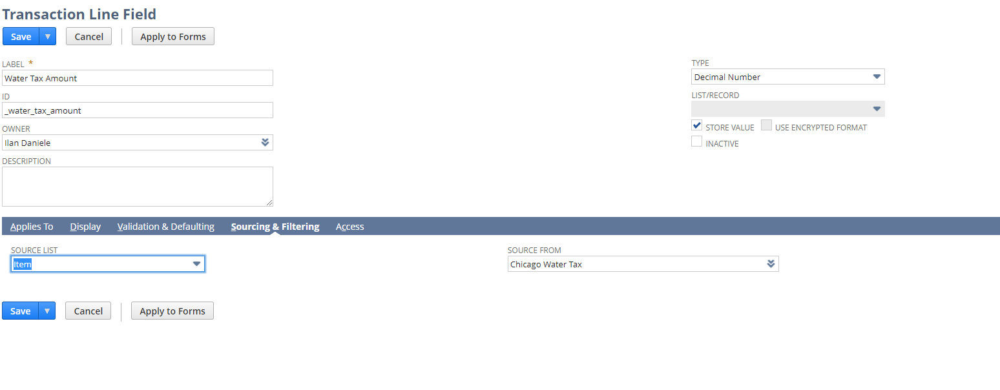 Transaction Line Field
Save ▼ Cancel Apply to Forms
LABEL *
Water Tax Amount
ID
_water_tax_amount
OWNER
Ilan Daniele
DESCRIPTION
TYPE
Decimal Number
LIST/RECORD
STORE VALUE USE ENCRYPTED FORMAT
INACTIVE
Applies To Display Validation & Defaulting Sourcing & Filtering Access
SOURCE LIST
Item
SOURCE FROM
Chicago Water Tax
Save ▼ Cancel Apply to Forms